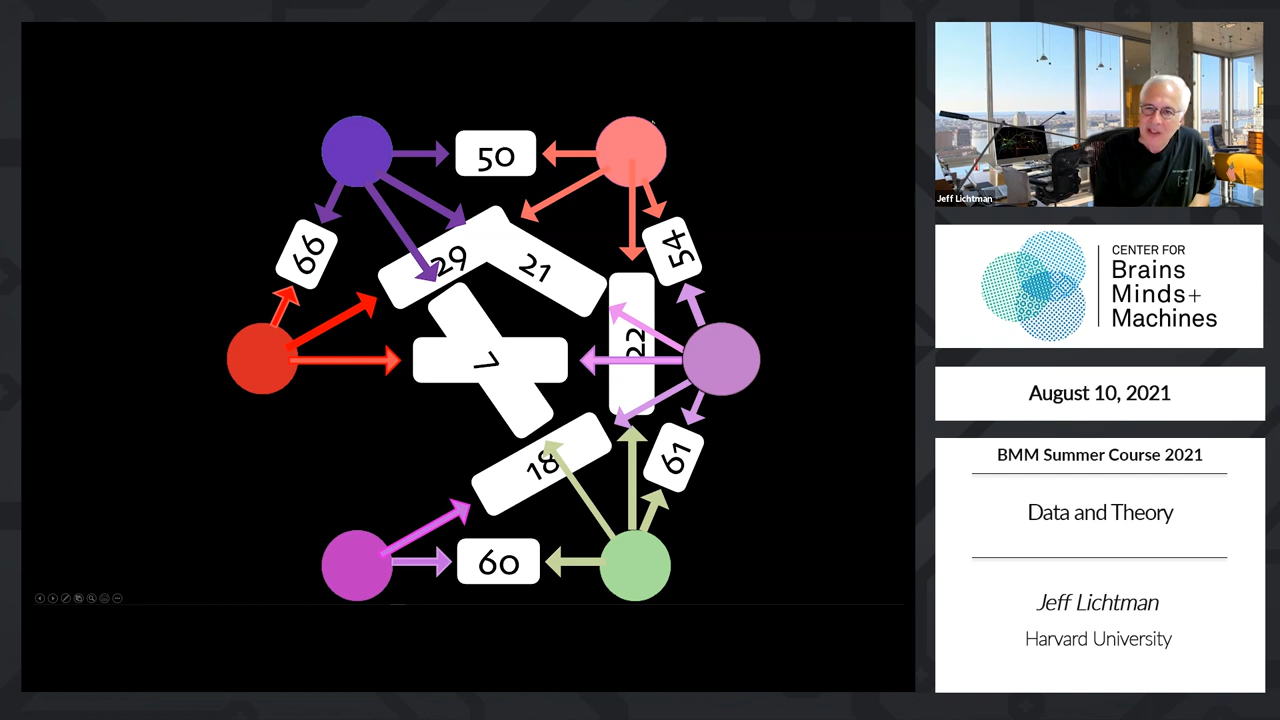 50
66
29
21
54
7
22
18
61
60
Jeff Lichtman
CENTER FOR
Brains
Minds+
Machines
August 10, 2021
BMM Summer Course 2021
Data and Theory
Jeff Lichtman
Harvard University